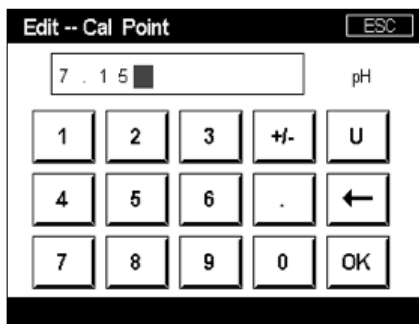 Edit -- Cal Point ESC
7 . 1 5 pH
1 2 3 +/- U
4 5 6 . ←
7 8 9 0 OK